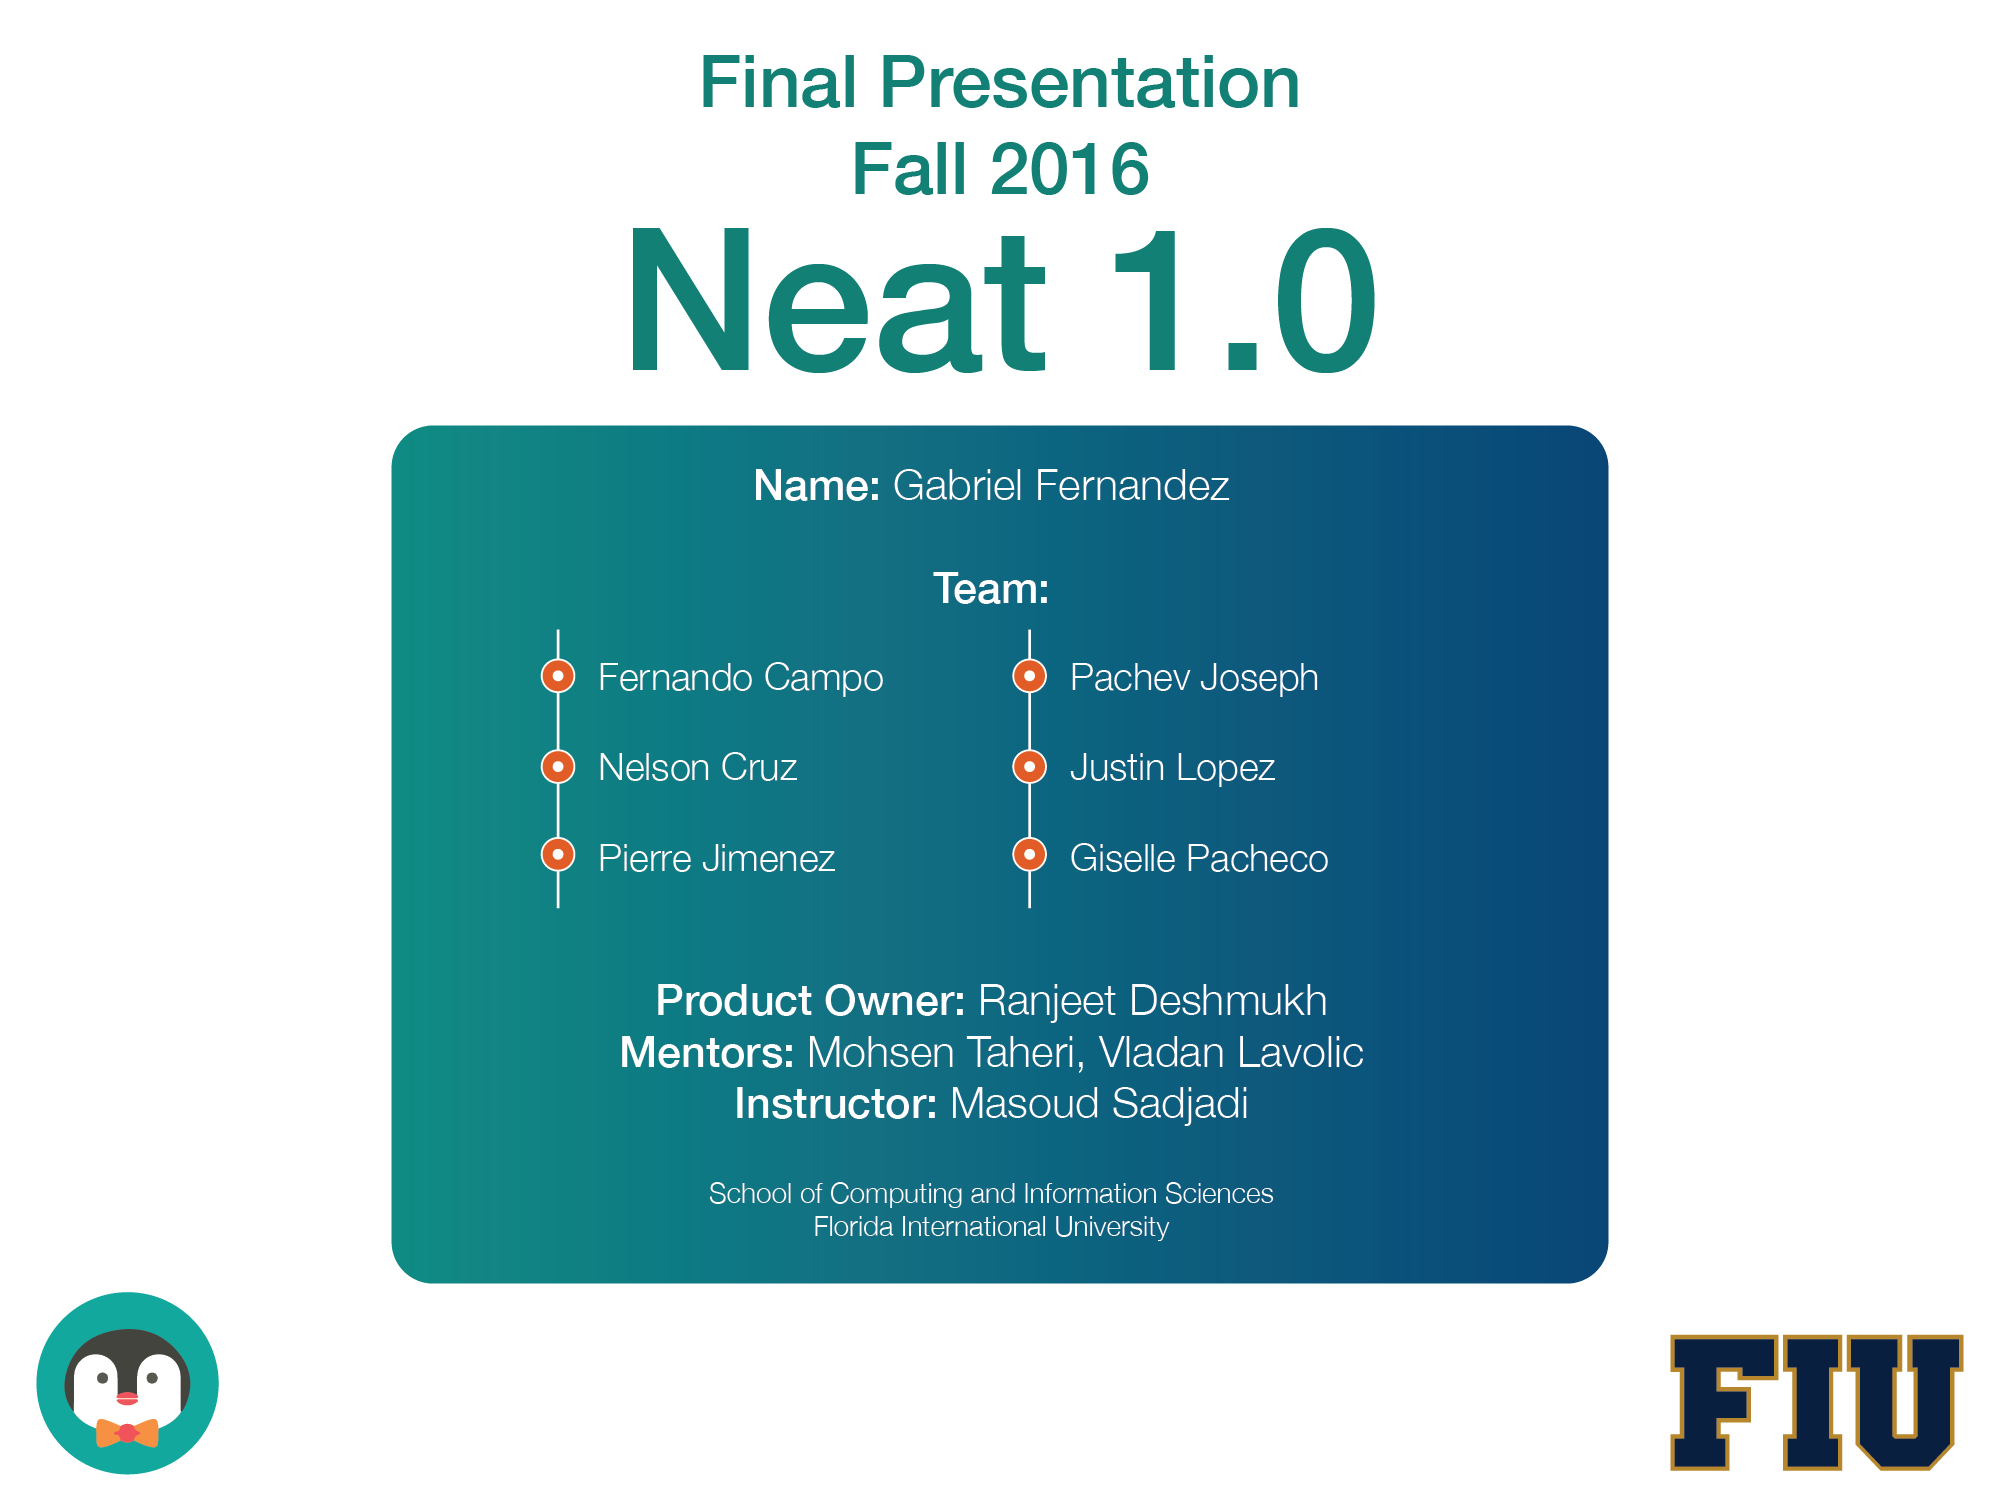 Final Presentation
Fall 2016
Neat 1.0
Name: Gabriel Fernandez
Team:
Fernando Campo
Nelson Cruz
Pierre Jimenez
Pachev Joseph
Justin Lopez
Giselle Pacheco
Product Owner: Ranjeet Deshmukh
Mentors: Mohsen Taheri, Vladan Lavolic
Instructor: Masoud Sadjadi
School of Computing and Information Sciences
Florida International University
FIU